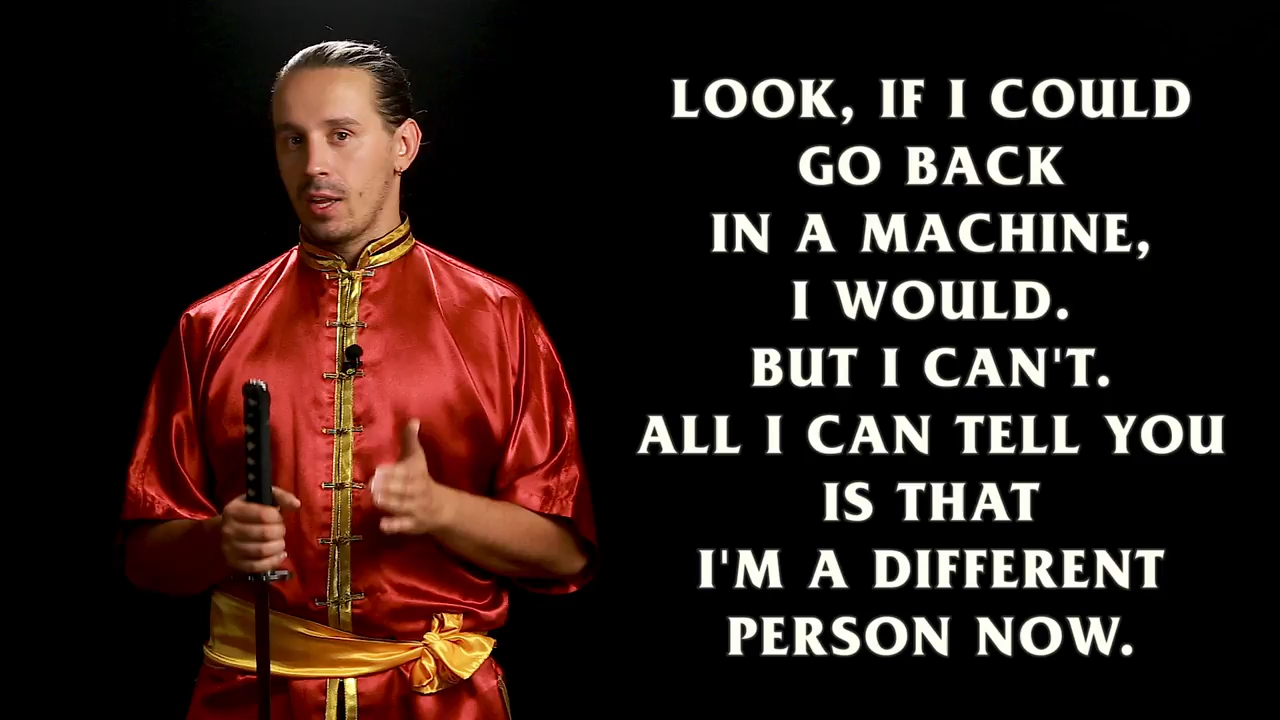 LOOK, IF I COULD
GO BACK
IN A MACHINE,
I WOULD.
BUT I CAN'T.
ALL I CAN TELL YOU
IS THAT
I'M A DIFFERENT
PERSON NOW.